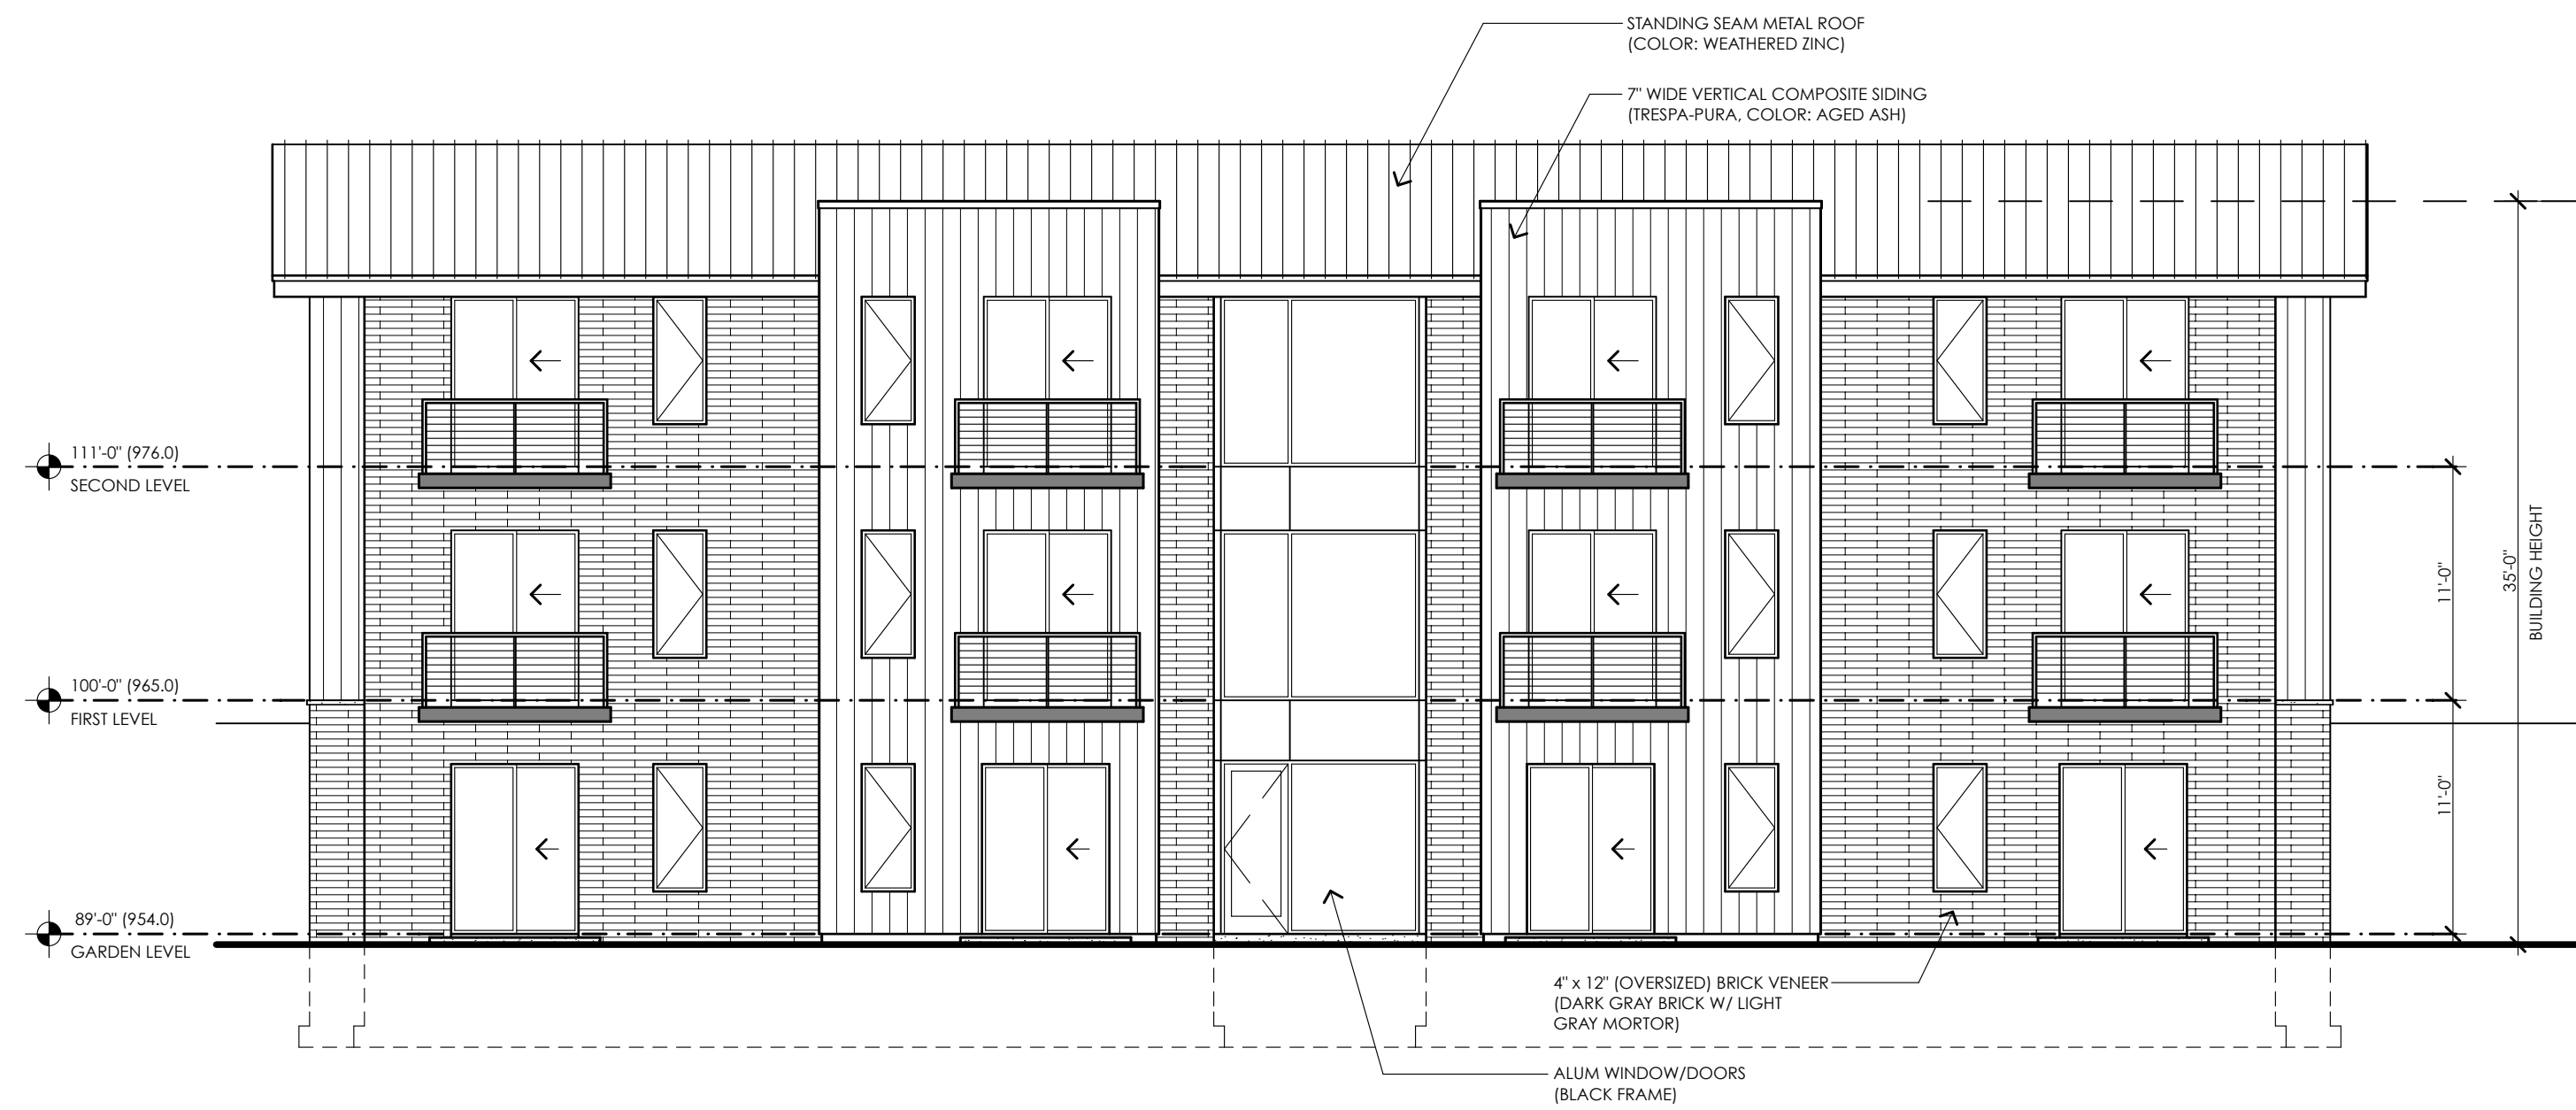 STANDING SEAM METAL ROOF
(COLOR: WEATHERED ZINC)
7" WIDE VERTICAL COMPOSITE SIDING
(TRESPA-PURA, COLOR: AGED ASH)
111'-0" (976.0)
SECOND LEVEL
100'-0" (965.0)
FIRST LEVEL
89'-0" (954.0)
GARDEN LEVEL
11'-0"
11'-0"
35'-0"
BUILDING HEIGHT
4" x 12" (OVERSIZED) BRICK VENEER
(DARK GRAY BRICK W/ LIGHT
GRAY MORTOR)
ALUM WINDOW/DOORS
(BLACK FRAME)